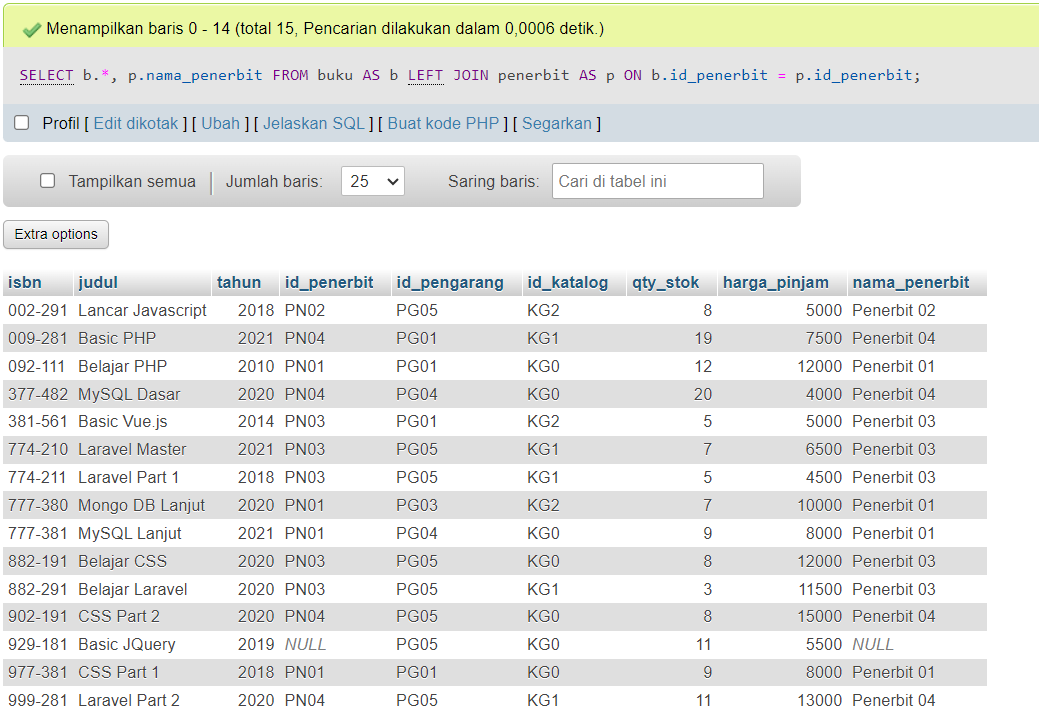 Menampilkan baris 0 - 14 (total 15, Pencarian dilakukan dalam 0,0006 detik.)
SELECT b.*, p.nama_penerbit FROM buku AS b LEFT JOIN penerbit AS p ON b.id_penerbit = p.id_penerbit;
Profil [ Edit dikotak ] [ Ubah ] [ Jelaskan SQL ] [ Buat kode PHP ] [ Segarkan ]
Tampilkan semua Jumlah baris: 25 Saring baris: Cari di tabel ini
Extra options
isbn judul tahun id_penerbit id_pengarang id_katalog qty_stok harga_pinjam nama_penerbit
002-291 Lancar Javascript 2018 PN02 PG05 KG2 8 5000 Penerbit 02
009-281 Basic PHP 2021 PN04 PG01 KG1 19 7500 Penerbit 04
092-111 Belajar PHP 2010 PN01 PG01 KG0 12 12000 Penerbit 01
377-482 MySQL Dasar 2020 PN04 PG04 KG0 20 4000 Penerbit 04
381-561 Basic Vue.js 2014 PN03 PG01 KG2 5 5000 Penerbit 03
774-210 Laravel Master 2021 PN03 PG05 KG1 7 6500 Penerbit 03
774-211 Laravel Part 1 2018 PN03 PG05 KG1 5 4500 Penerbit 03
777-380 Mongo DB Lanjut 2020 PN01 PG03 KG2 7 10000 Penerbit 01
777-381 MySQL Lanjut 2021 PN01 PG04 KG0 9 8000 Penerbit 01
882-191 Belajar CSS 2020 PN03 PG05 KG0 8 12000 Penerbit 03
882-291 Belajar Laravel 2020 PN03 PG05 KG1 3 11500 Penerbit 03
902-191 CSS Part 2 2020 PN04 PG05 KG0 8 15000 Penerbit 04
929-181 Basic JQuery 2019 NULL PG05 KG0 11 5500 NULL
977-381 CSS Part 1 2018 PN01 PG01 KG0 9 8000 Penerbit 01
999-281 Laravel Part 2 2020 PN04 PG05 KG1 11 13000 Penerbit 04